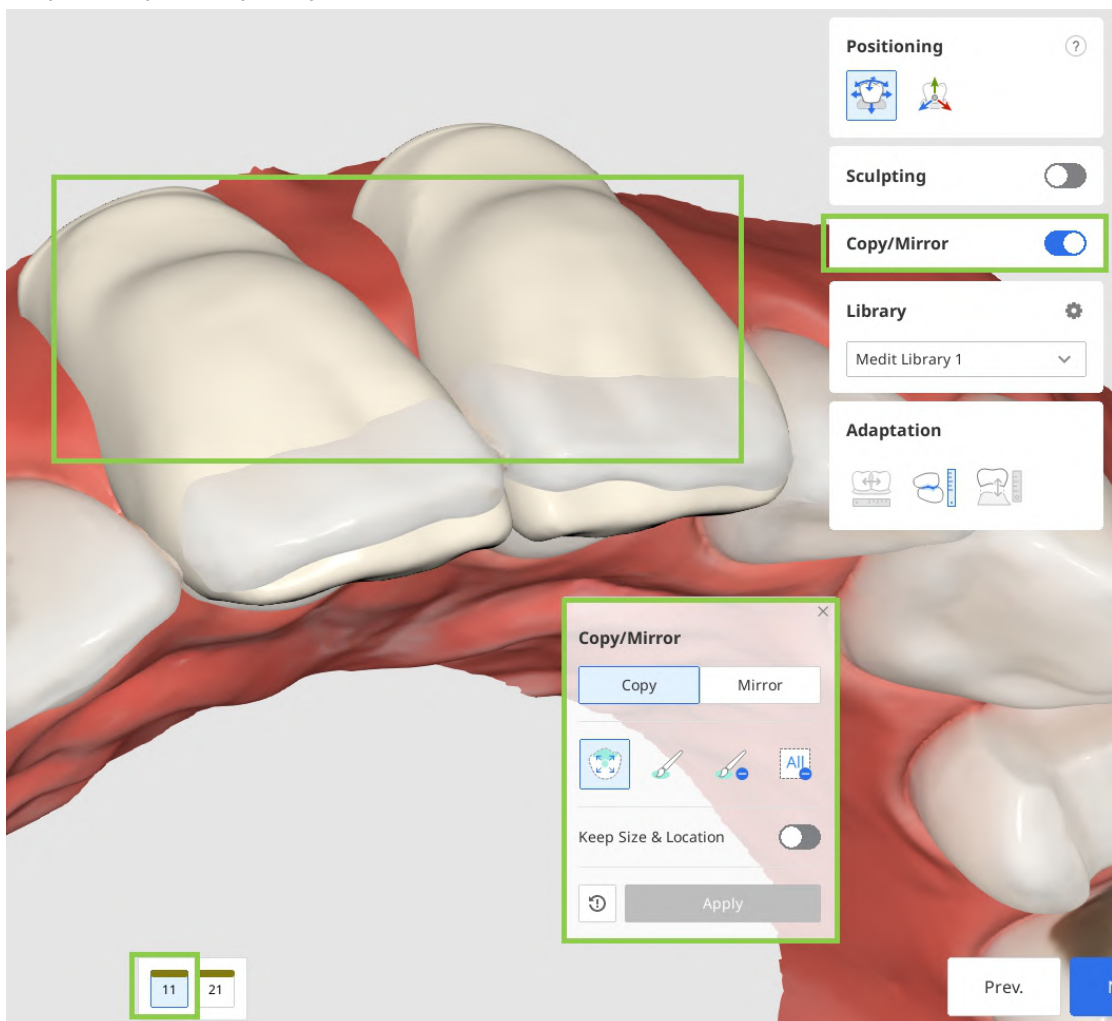 Positioning
?
Sculpting
Copy/Mirror
Library
Medit Library 1
Adaptation
Copy/Mirror
Copy Mirror
All
Keep Size & Location
Apply
11 21
Prev.